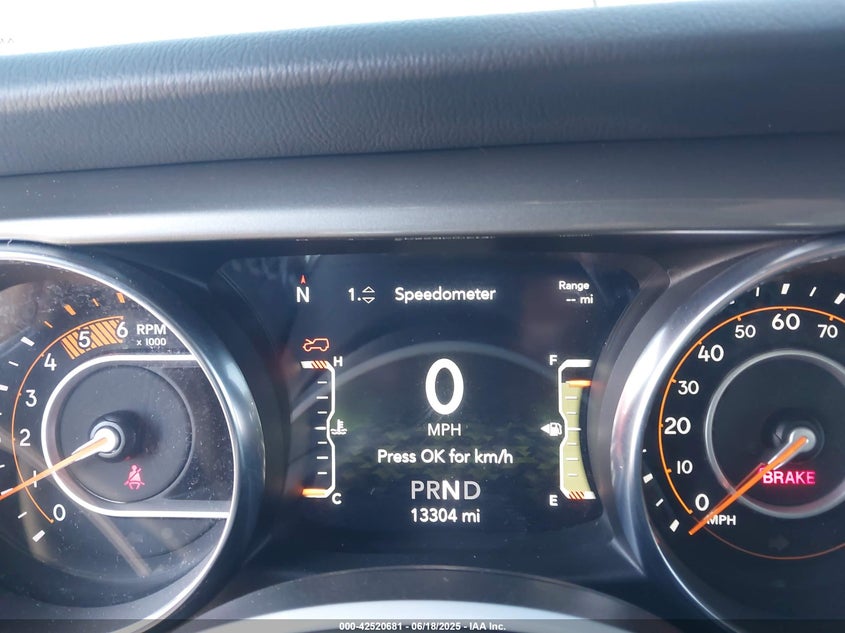 N 1. Speedometer Range
-- mi
RPM
x 1000
6
5
4
3
2
1
0
H
C
0
MPH
Press OK for km/h
PRND
13304 mi
F
E
0
10
20
30
40
50
60
70
MPH
BRAKE
000-42520681 - 06/18/2025 - IAA Inc.